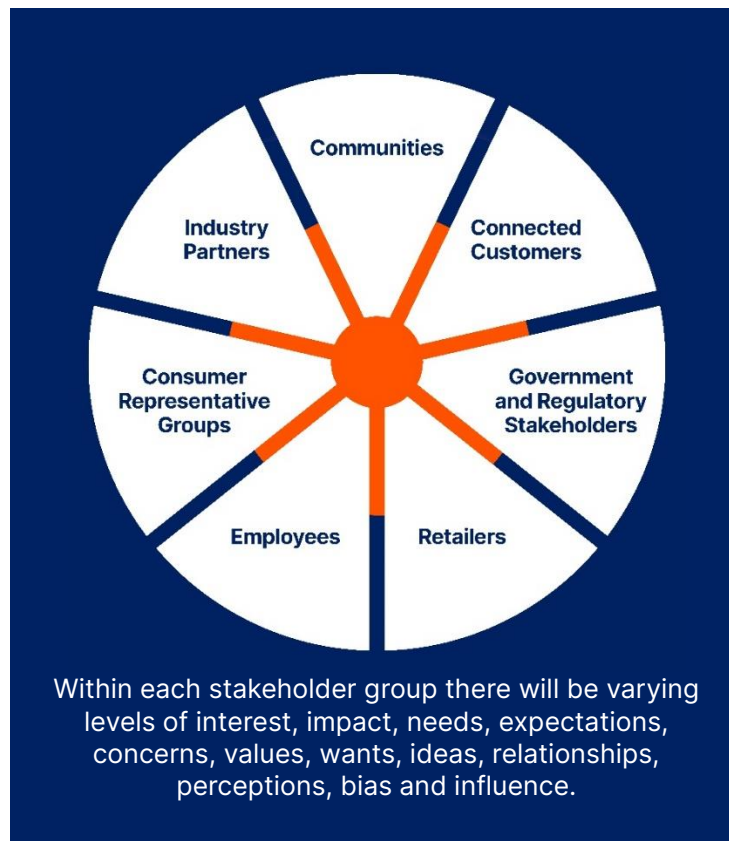 Communities
Connected
Customers
Government
and Regulatory
Stakeholders
Retailers
Employees
Consumer
Representative
Groups
Industry
Partners
Within each stakeholder group there will be varying
levels of interest, impact, needs, expectations,
concerns, values, wants, ideas, relationships,
perceptions, bias and influence.